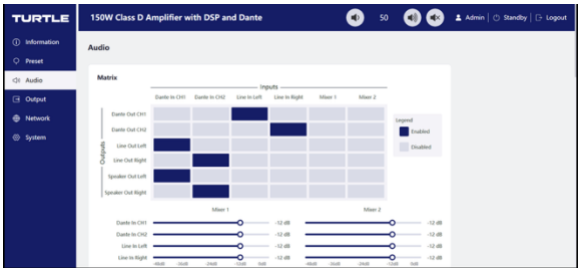 TURTLE
150W Class D Amplifier with DSP and Dante
50
Admin
Standby
Logout
Information
Preset
Audio
Output
Network
System
Audio
Matrix
Inputs
Dante In CH1 Dante In CH2 Line In Left Line In Right Mixer 1 Mixer 2
Outputs
Dante Out CH1
Dante Out CH2
Line Out Left
Line Out Right
Speaker Out Left
Speaker Out Right
Legend
Enabled
Disabled
Mixer 1 Mixer 2
Dante In CH1 -12 dB -12 dB
Dante In CH2 -12 dB -12 dB
Line In Left -12 dB -12 dB
Line In Right -12 dB -12 dB